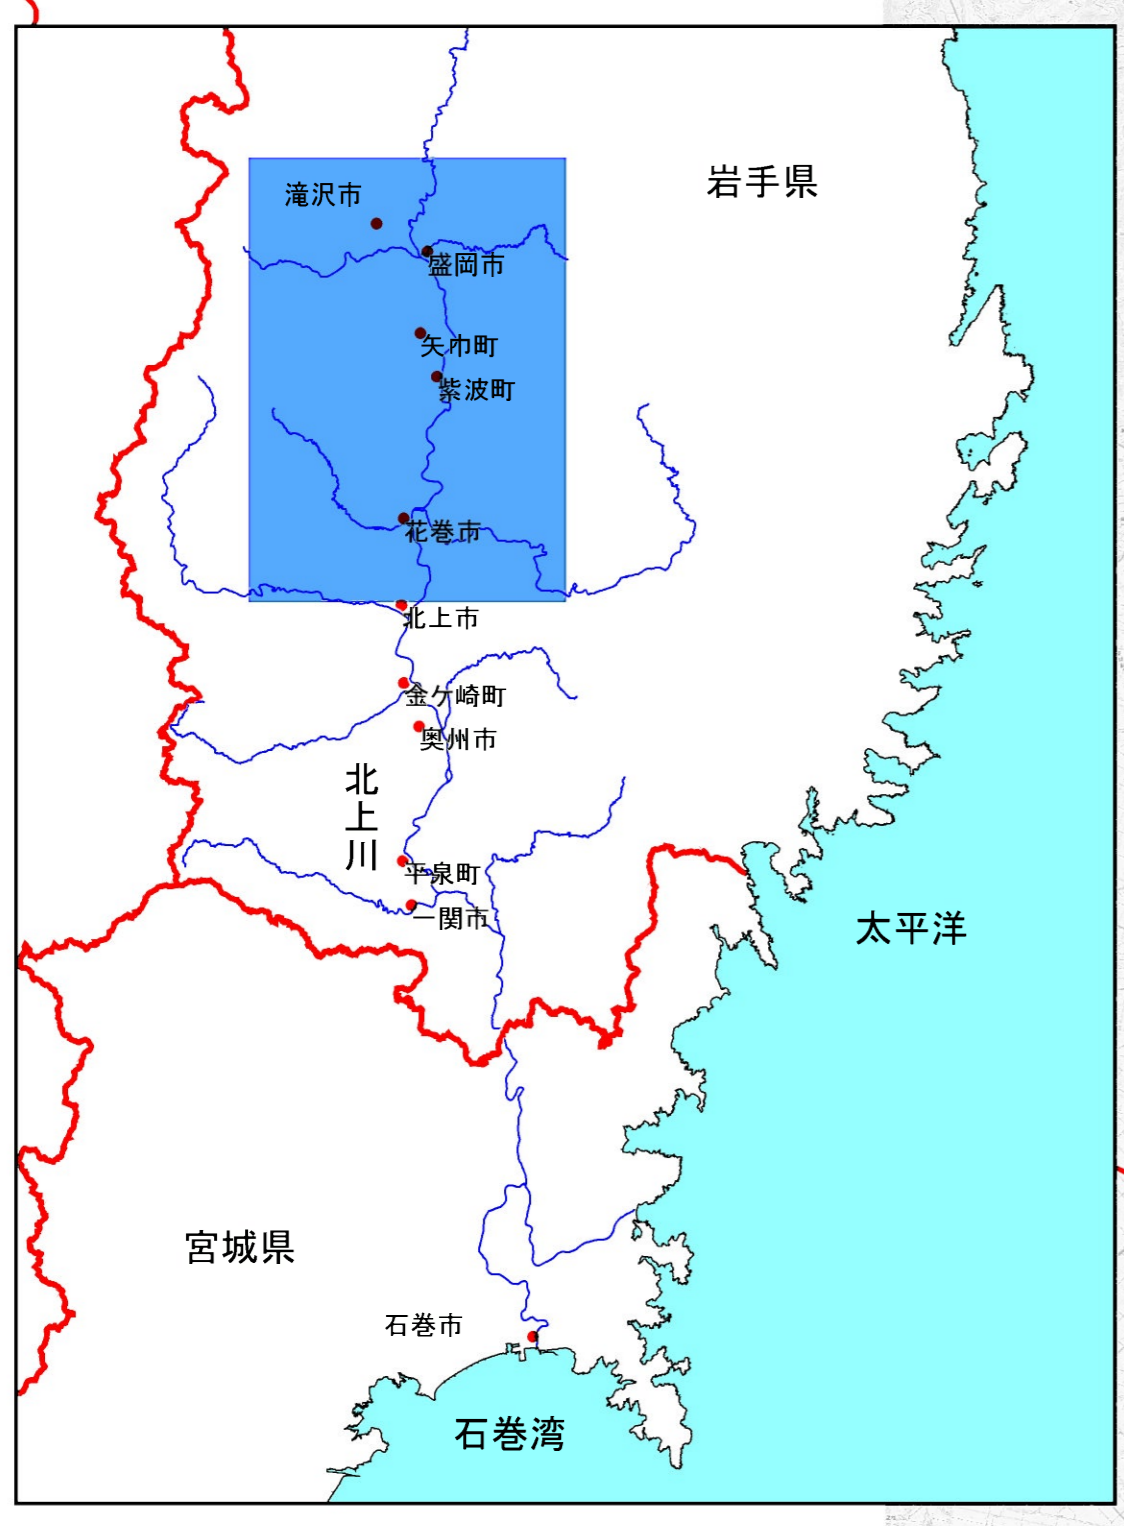 岩手県
滝沢市
盛岡市
矢巾町
紫波町
花巻市
北上市
金ケ崎町
奥州市
北上川
平泉町
一関市
太平洋
宮城県
石巻市
石巻湾